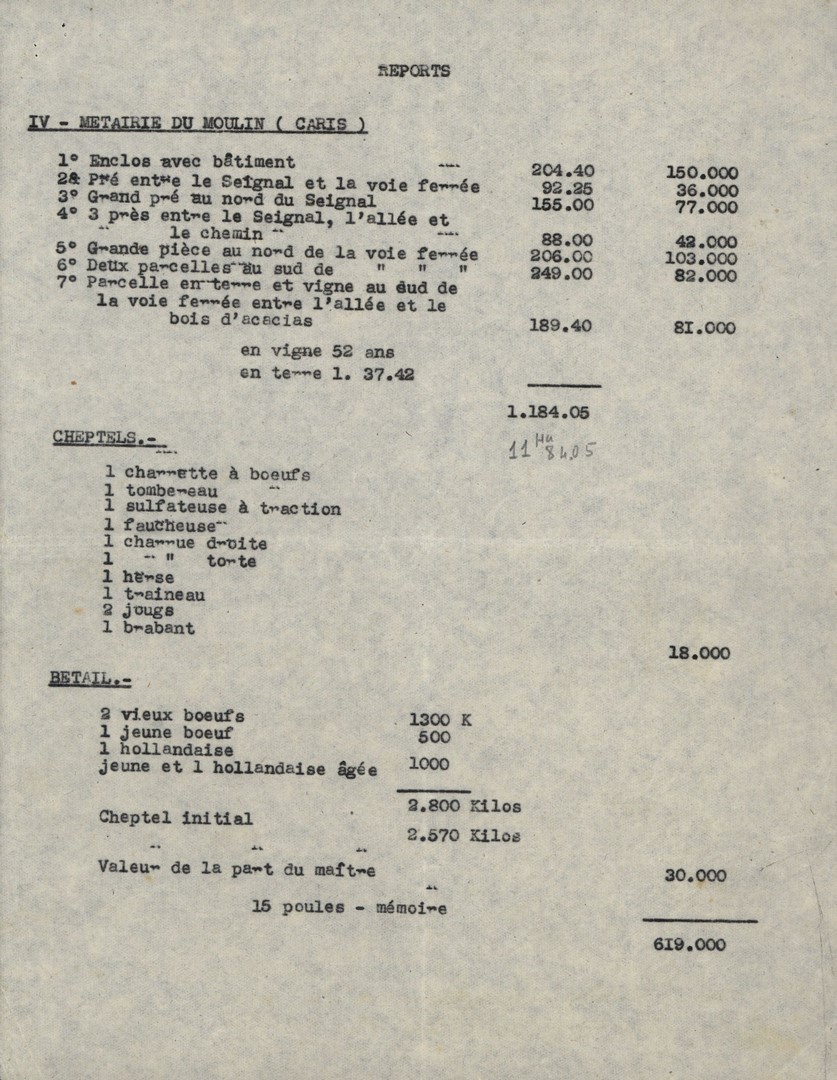 REPORTS
IV - METAIRIE DU MOULIN ( CARIS )
1° Enclos avec bâtiment 204.40 150.000
2& Pré entre le Seignal et la voie ferrée 92.25 36.000
3° Grand pré au nord du Seignal 155.00 77.000
4° 3 près entre le Seignal, l'allée et
le chemin 88.00 42.000
5° Grande pièce au nord de la voie ferrée 206.00 103.000
6° Deux parcelles au sud de " " " 249.00 82.000
7° Parcelle en terre et vigne au sud de
la voie ferrée entre l'allée et le
bois d'acacias 189.40 81.000
en vigne 52 ans
en terre 1. 37.42
1.184.05
CHEPTELS.-
11 Ha 84.05
1 charrette à boeufs
1 tombereau
1 sulfateuse à traction
1 faucheuse
1 charrue droite
1 " " torte
1 herse
1 traineau
2 jougs
1 brabant
18.000
BETAIL.-
2 vieux boeufs 1300 K
1 jeune boeuf 500
1 hollandaise
jeune et 1 hollandaise âgée 1000
2.800 Kilos
Cheptel initial
2.570 Kilos
Valeur de la part du maître 30.000
15 poules - mémoire
619.000